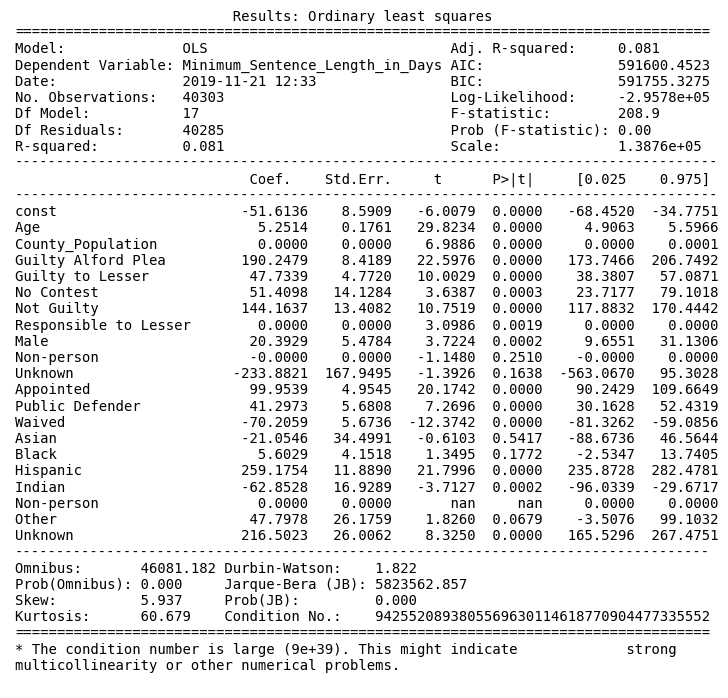 Results: Ordinary least squares
==================================================================================
Model:              OLS                             Adj. R-squared:     0.081
Dependent Variable: Minimum_Sentence_Length_in_Days AIC:                591600.4523
Date:               2019-11-21 12:33                BIC:                591755.3275
No. Observations:   40303                           Log-Likelihood:     -2.9578e+05
Df Model:           17                              F-statistic:        208.9
Df Residuals:       40285                           Prob (F-statistic): 0.00
R-squared:          0.081                           Scale:              1.3876e+05
-----------------------------------------------------------------------------------
Coef.    Std.Err.     t      P>|t|     [0.025    0.975]
-----------------------------------------------------------------------------------
const                      -51.6136    8.5909   -6.0079  0.0000   -68.4520  -34.7751
Age                          5.2514    0.1761   29.8234  0.0000     4.9063    5.5966
County_Population            0.0000    0.0000    6.9886  0.0000     0.0000    0.0001
Guilty Alford Plea         190.2479    8.4189   22.5976  0.0000   173.7466  206.7492
Guilty to Lesser            47.7339    4.7720   10.0029  0.0000    38.3807   57.0871
No Contest                  51.4098   14.1284    3.6387  0.0003    23.7177   79.1018
Not Guilty                 144.1637   13.4082   10.7519  0.0000   117.8832  170.4442
Responsible to Lesser        0.0000    0.0000    3.0986  0.0019     0.0000    0.0000
Male                        20.3929    5.4784    3.7224  0.0002     9.6551   31.1306
Non-person                  -0.0000    0.0000   -1.1480  0.2510    -0.0000    0.0000
Unknown                   -233.8821  167.9495   -1.3926  0.1638  -563.0670   95.3028
Appointed                   99.9539    4.9545   20.1742  0.0000    90.2429  109.6649
Public Defender             41.2973    5.6808    7.2696  0.0000    30.1628   52.4319
Waived                     -70.2059    5.6736  -12.3742  0.0000   -81.3262  -59.0856
Asian                      -21.0546   34.4991   -0.6103  0.5417   -88.6736   46.5644
Black                        5.6029    4.1518    1.3495  0.1772    -2.5347   13.7405
Hispanic                   259.1754   11.8890   21.7996  0.0000   235.8728  282.4781
Indian                     -62.8528   16.9289   -3.7127  0.0002   -96.0339  -29.6717
Non-person                   0.0000    0.0000       nan     nan     0.0000    0.0000
Other                       47.7978   26.1759    1.8260  0.0679    -3.5076   99.1032
Unknown                    216.5023   26.0062    8.3250  0.0000   165.5296  267.4751
-----------------------------------------------------------------------------------
Omnibus:       46081.182 Durbin-Watson:    1.822
Prob(Omnibus): 0.000     Jarque-Bera (JB): 5823562.857
Skew:          5.937     Prob(JB):         0.000
Kurtosis:      60.679    Condition No.:    9425520893805569630114618770904477335552
==================================================================================
* The condition number is large (9e+39). This might indicate             strong
multicollinearity or other numerical problems.